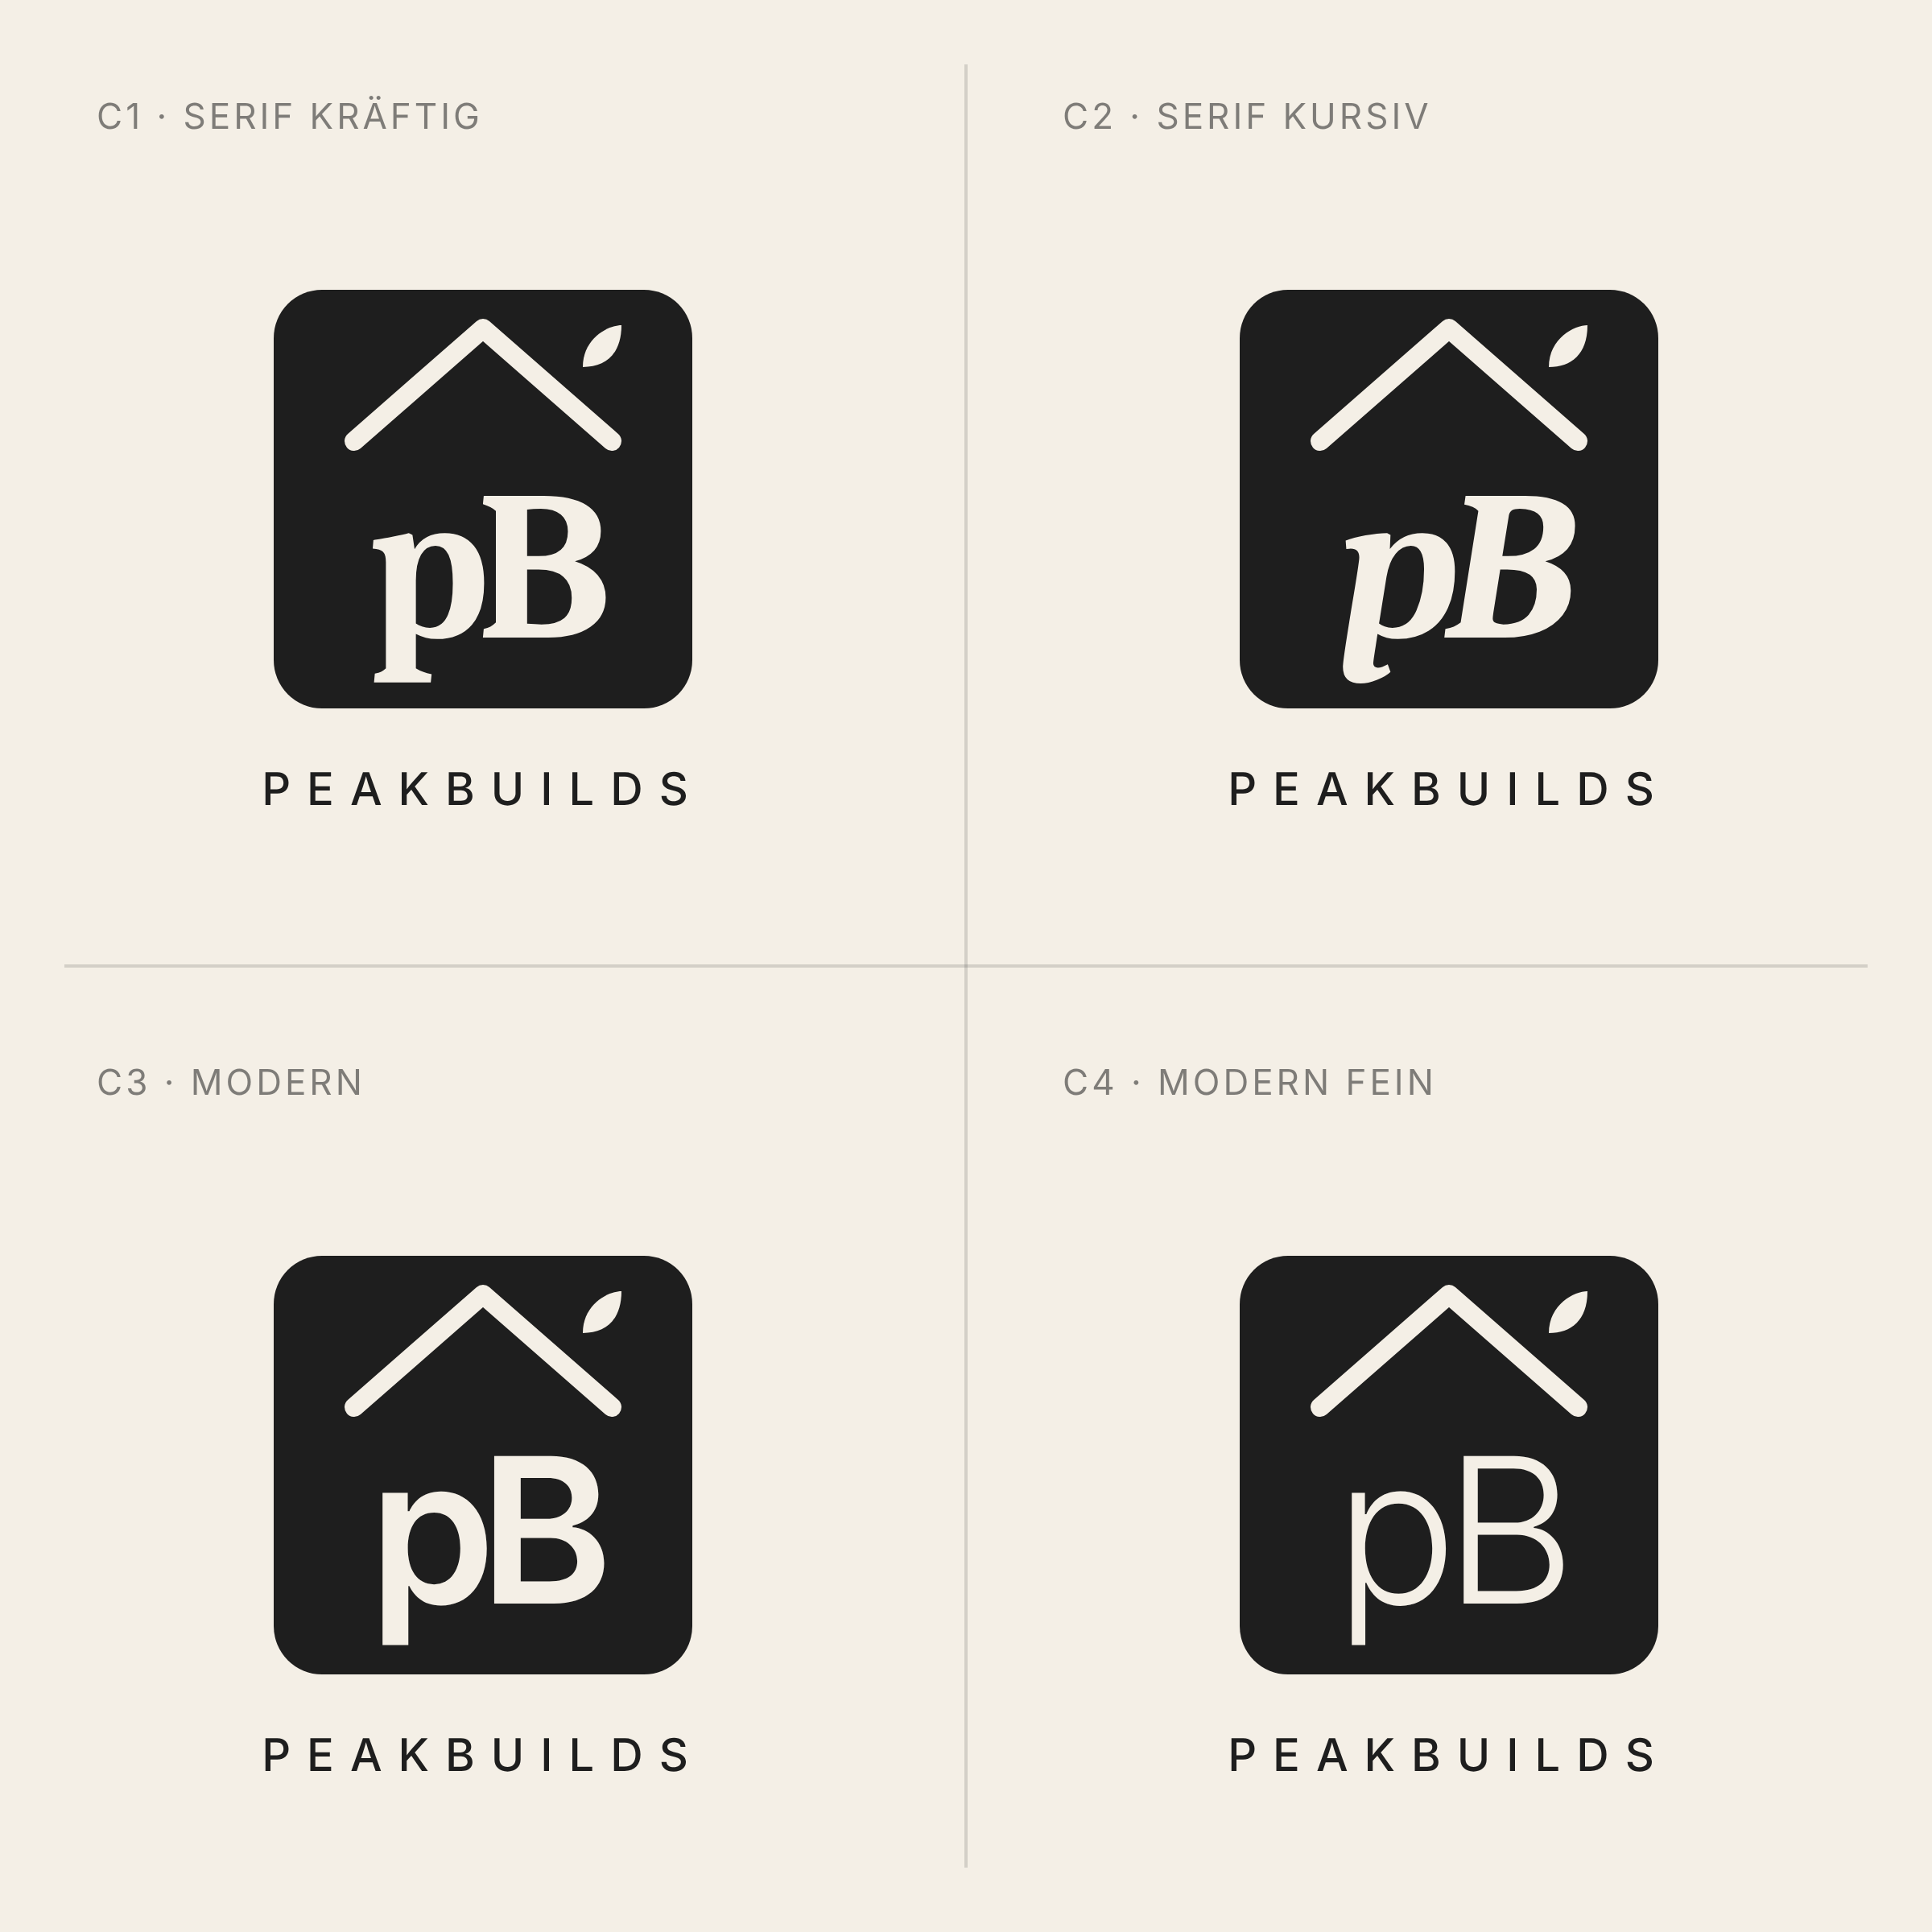 C1 · SERIF KRÄFTIG
pB
PEAKBUILDS
C2 · SERIF KURSIV
pB
PEAKBUILDS
C3 · MODERN
pB
PEAKBUILDS
C4 · MODERN FEIN
pB
PEAKBUILDS